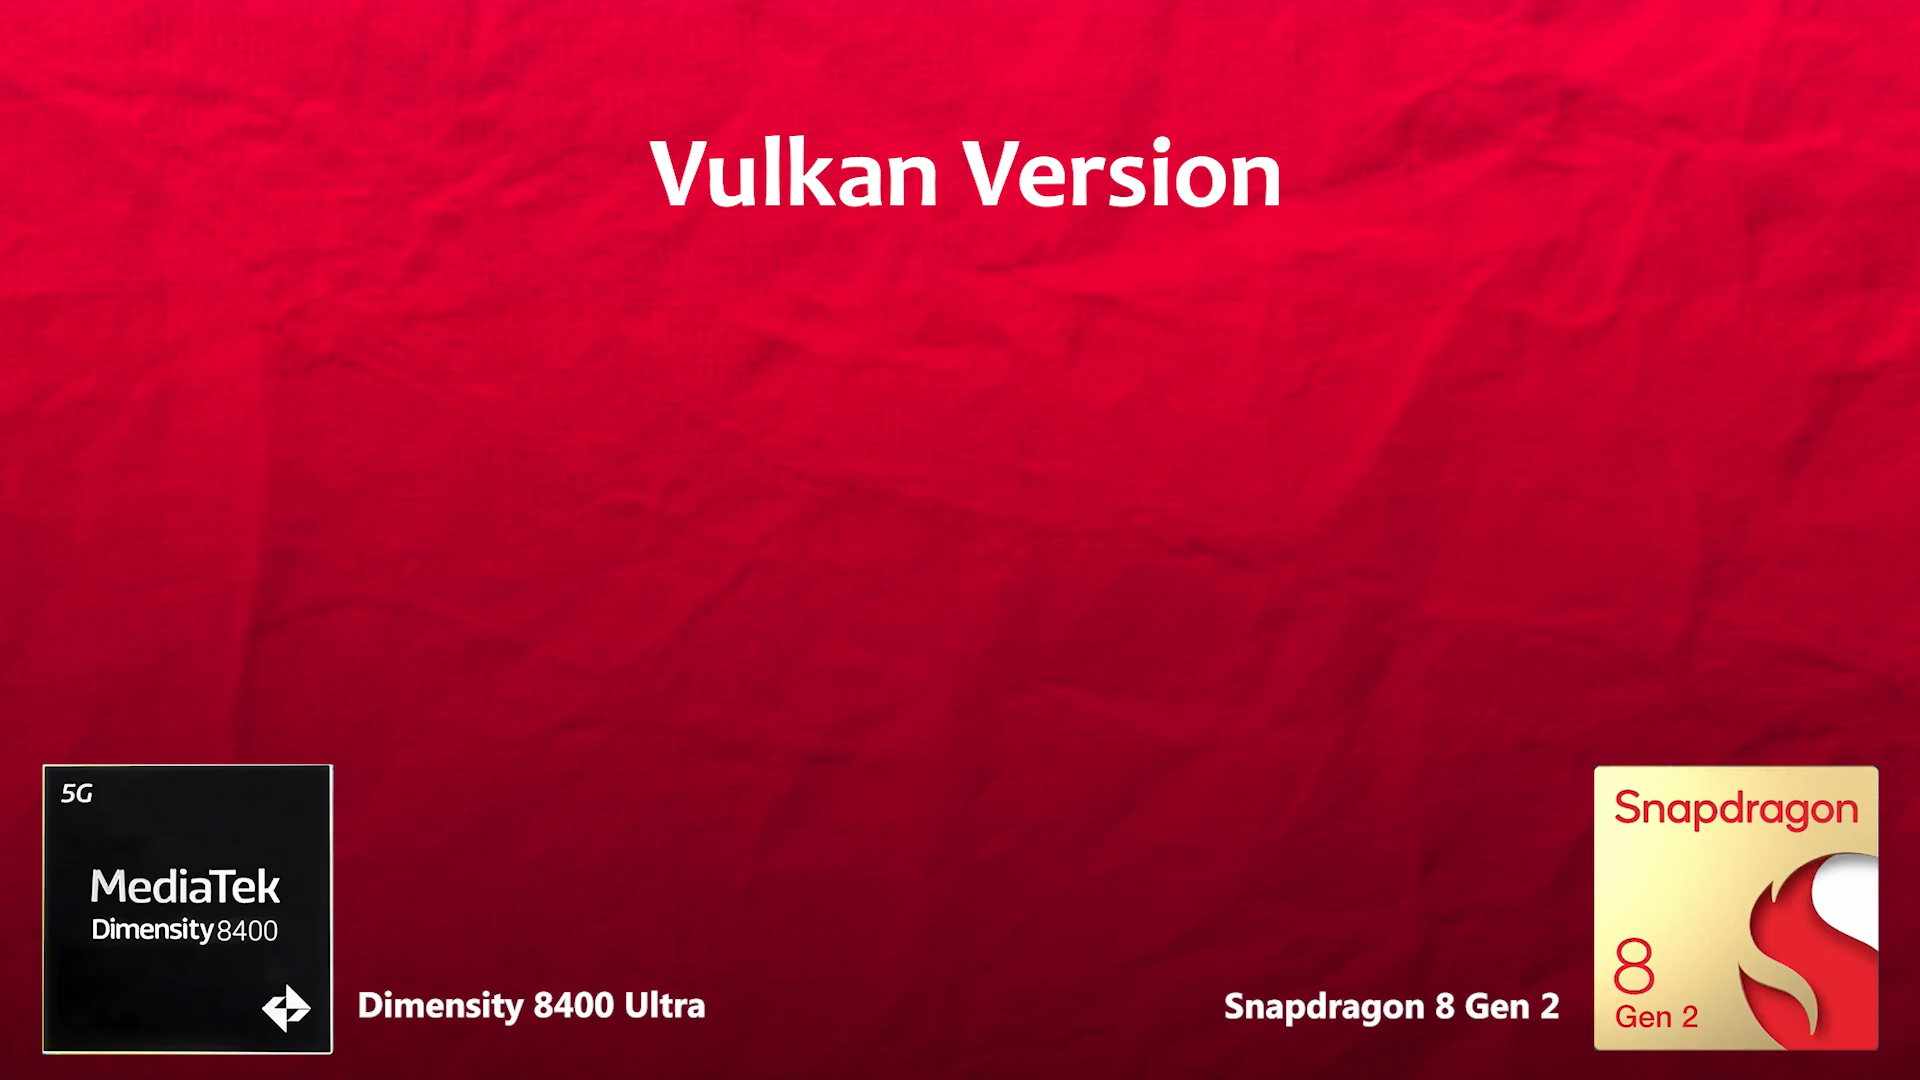 Vulkan Version
5G
MediaTek
Dimensity 8400
Dimensity 8400 Ultra
Snapdragon 8 Gen 2
Snapdragon
8
Gen 2